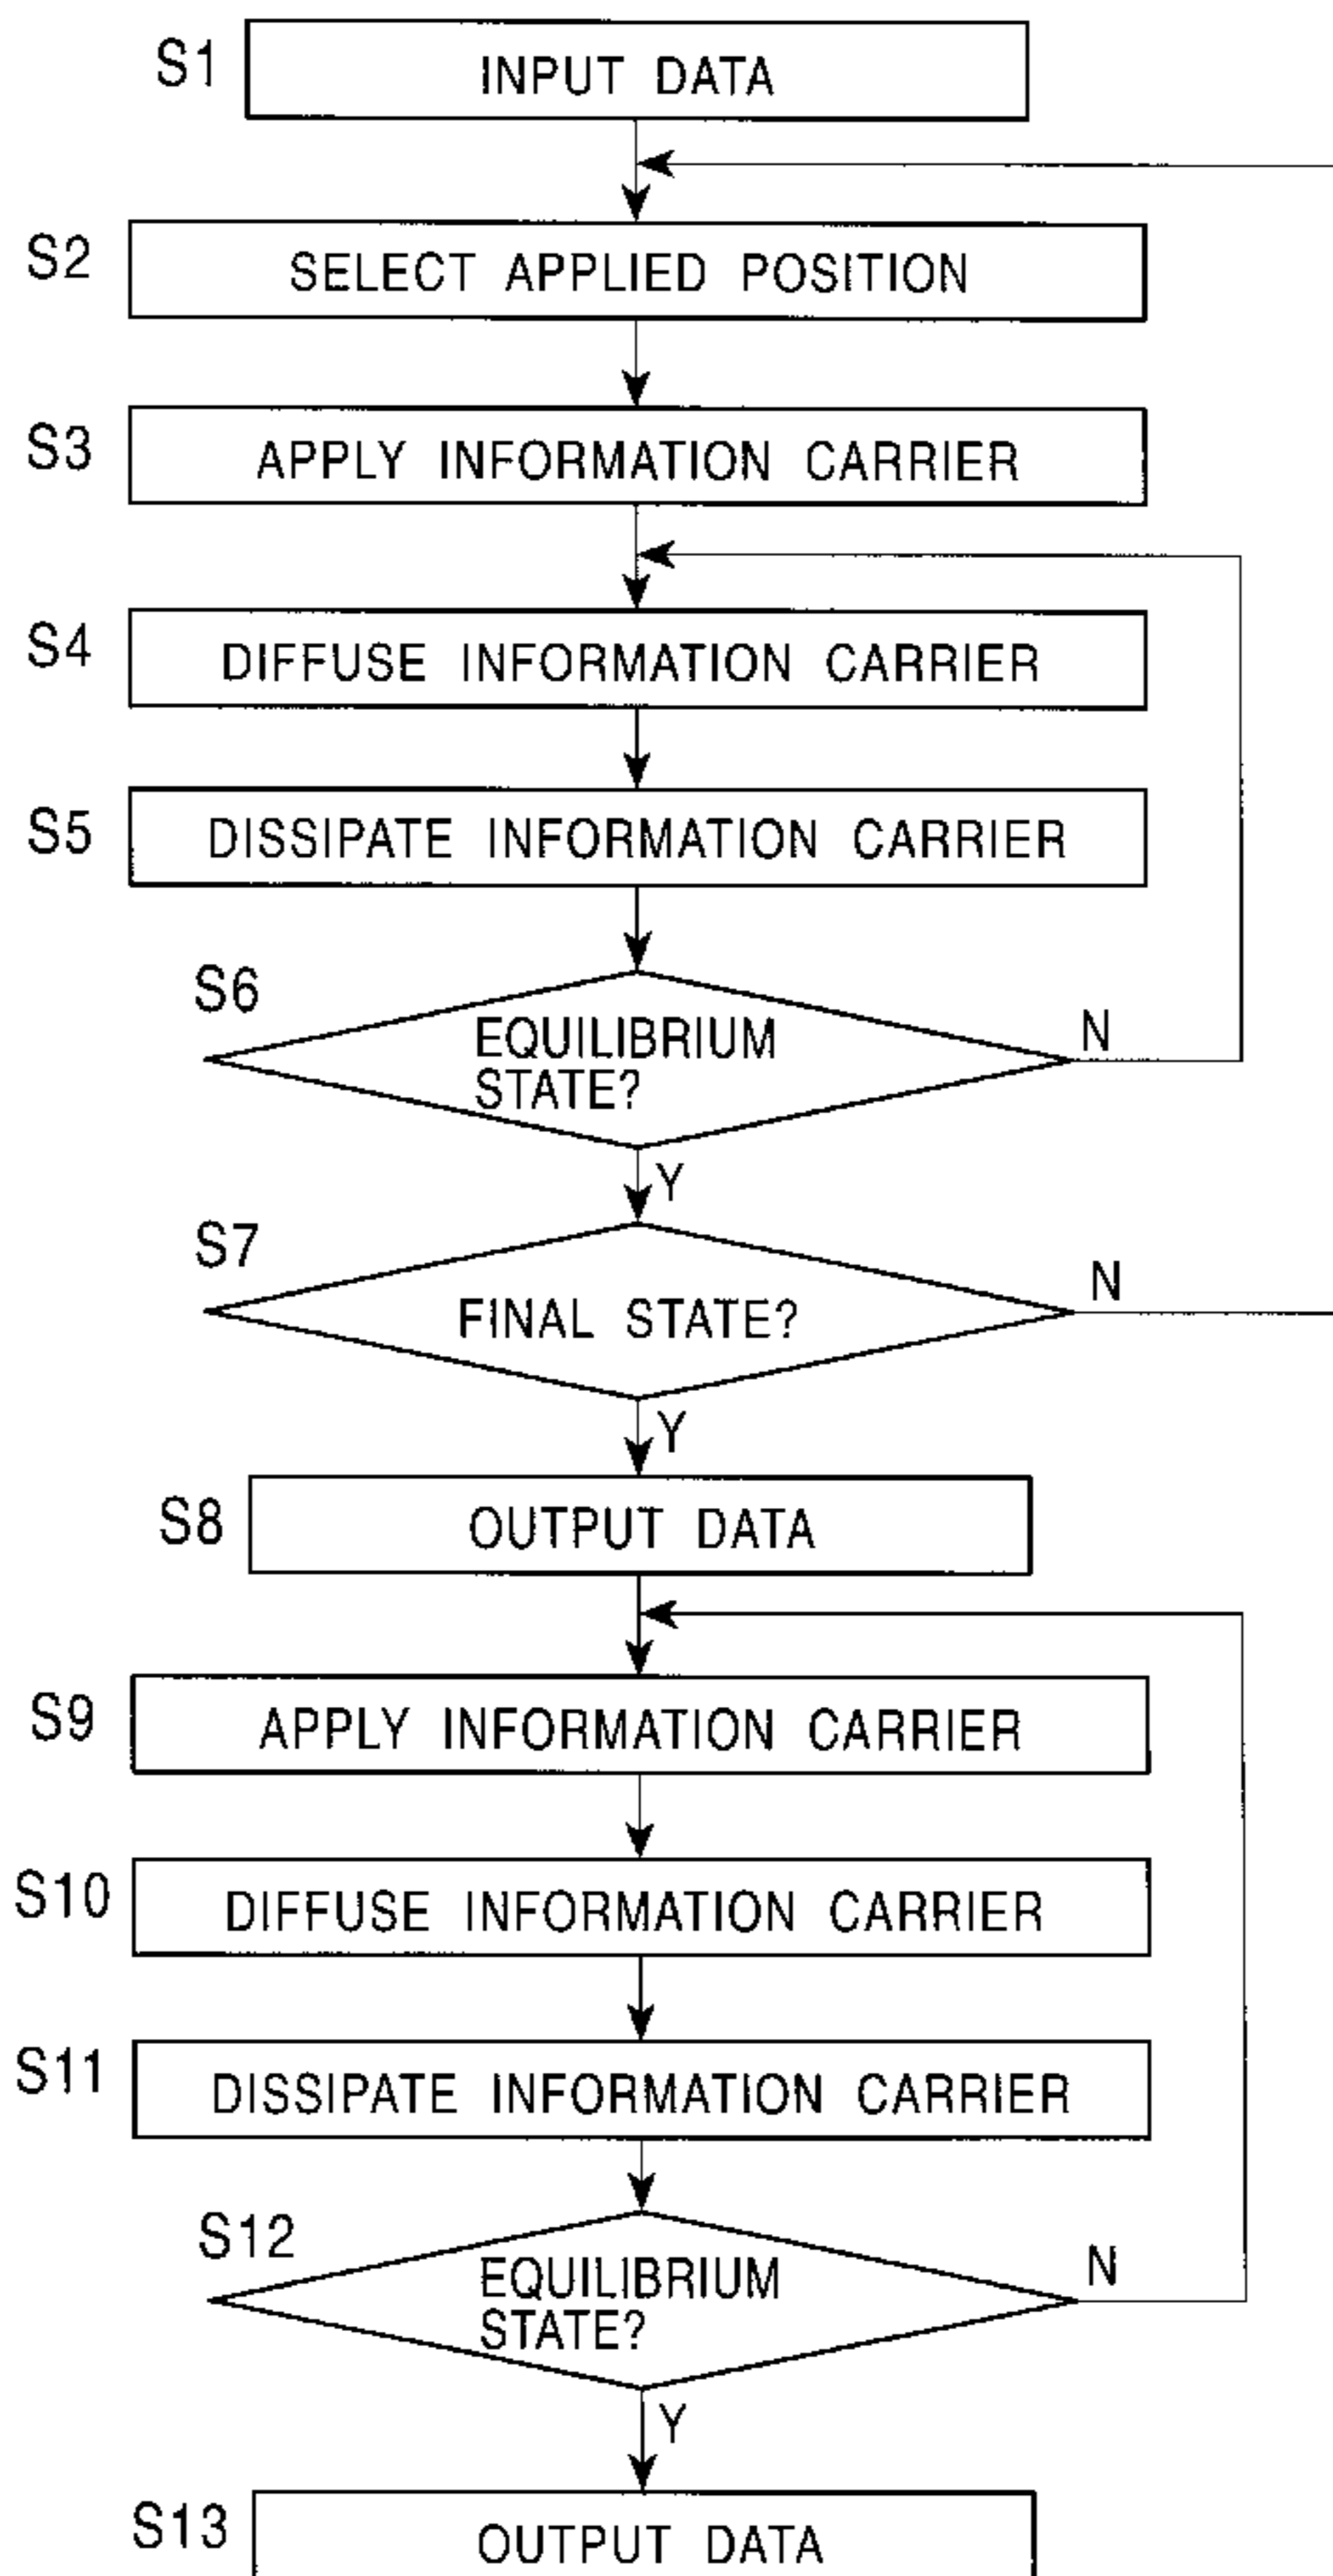 S1 INPUT DATA
S2 SELECT APPLIED POSITION
S3 APPLY INFORMATION CARRIER
S4 DIFFUSE INFORMATION CARRIER
S5 DISSIPATE INFORMATION CARRIER
S6 EQUILIBRIUM
STATE?
N
Y
S7 FINAL STATE?
N
Y
S8 OUTPUT DATA
S9 APPLY INFORMATION CARRIER
S10 DIFFUSE INFORMATION CARRIER
S11 DISSIPATE INFORMATION CARRIER
S12 EQUILIBRIUM
STATE?
N
Y
S13 OUTPUT DATA